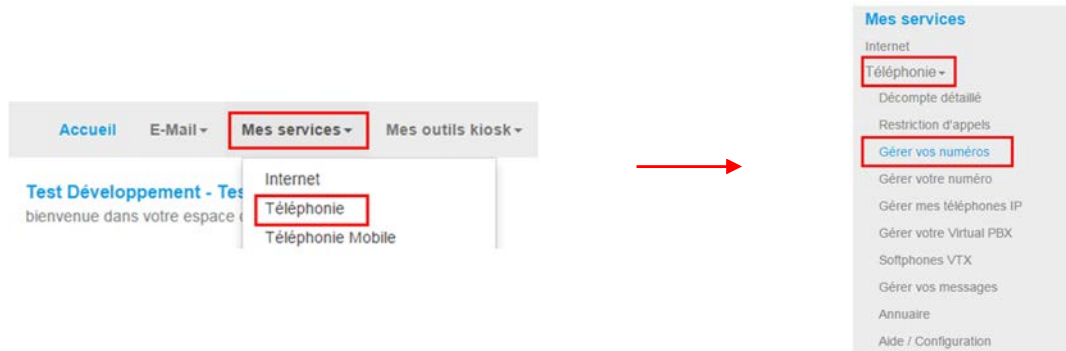 Accueil E-Mail Mes services Mes outils kiosk
Test Développement - Tes
bienvenue dans votre espace
Internet
Téléphonie
Téléphonie Mobile
Mes services
Internet
Téléphonie
Décompte détaillé
Restriction d'appels
Gérer vos numéros
Gérer votre numéro
Gérer mes téléphones IP
Gérer votre Virtual PBX
Softphones VTX
Gérer vos messages
Annuaire
Aide / Configuration